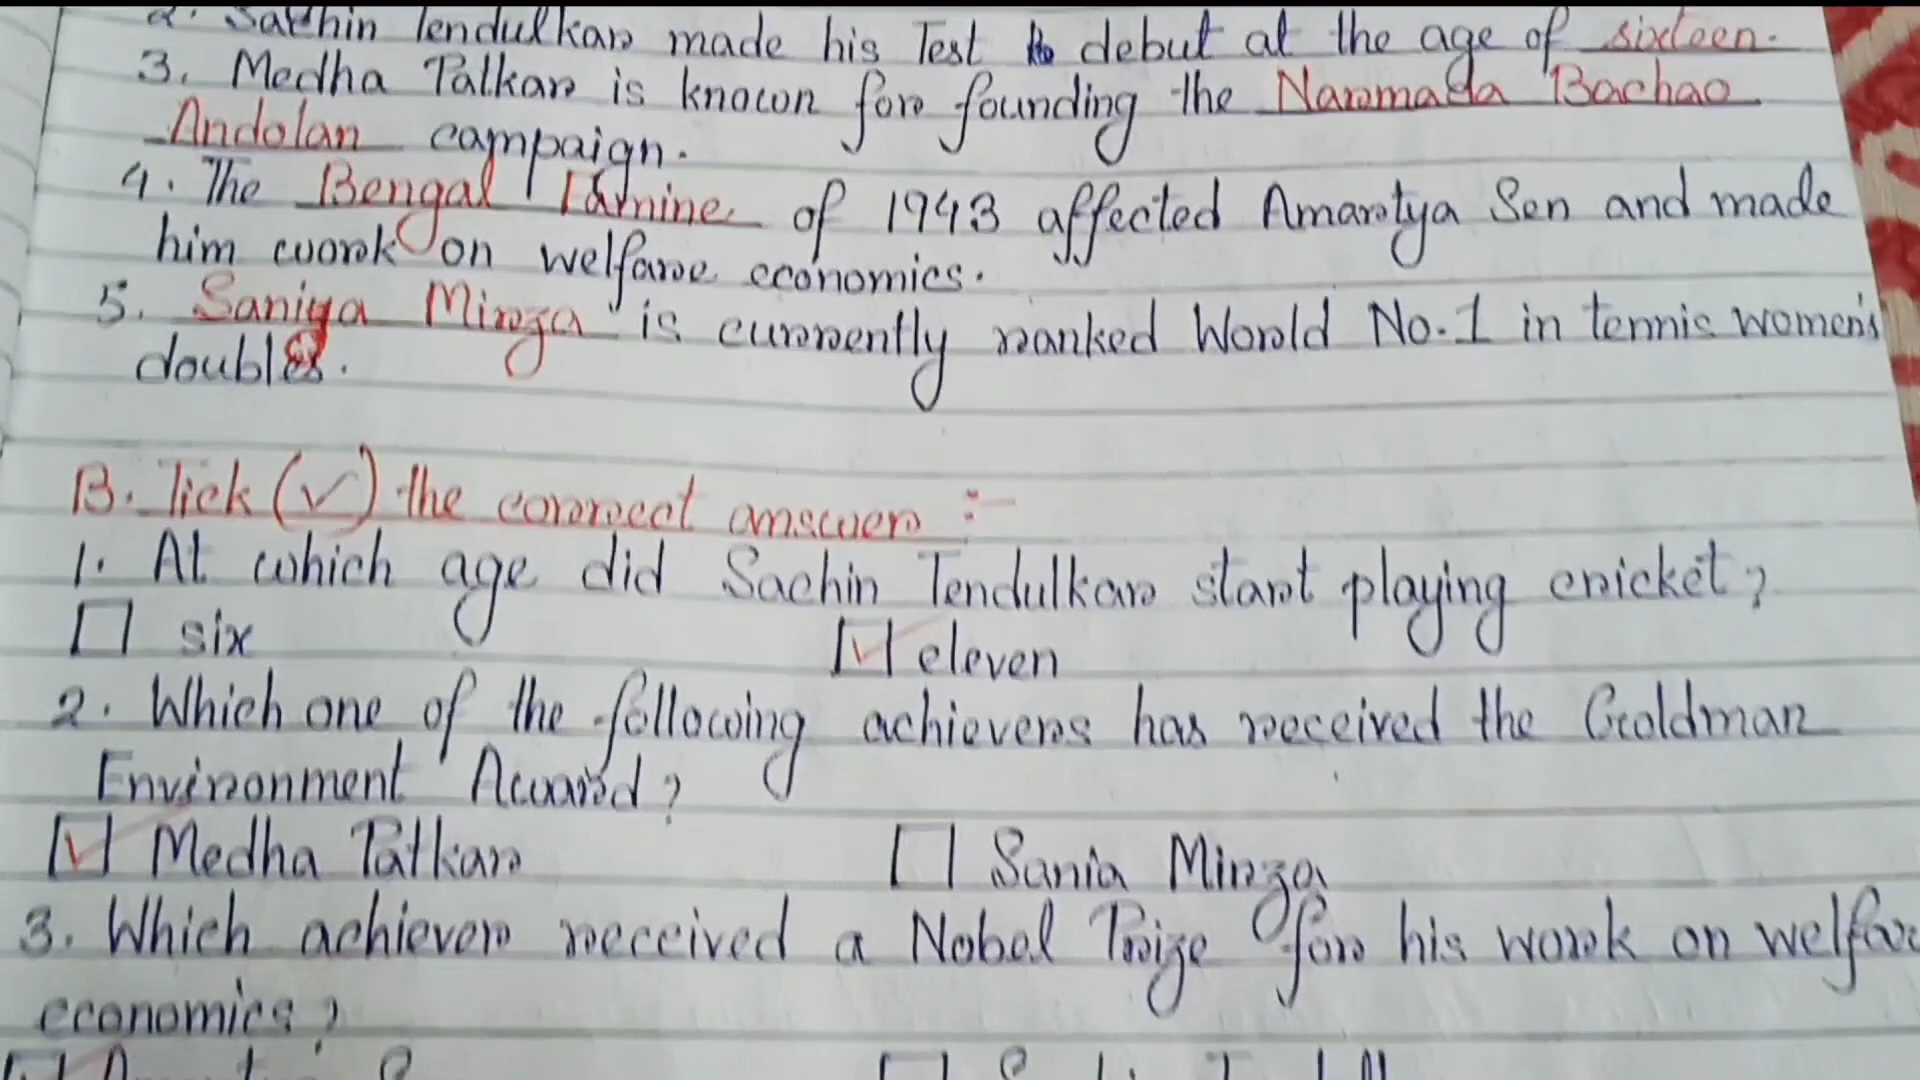 2. Sachin Tendulkar made his Test debut at the age of sixteen.
3. Medha Patkar is known for founding the Narmada Bachao
Andolan campaign.
4. The Bengal Famine of 1943 affected Amartya Sen and made
him work on welfare economics.
5. Saniya Mirza is currently ranked World No. 1 in tennis women's
doubles.
B. Tick (✓) the correct answer :-
1. At which age did Sachin Tendulkar start playing cricket?
☐ six ☑ eleven
2. Which one of the following achievers has received the Goldman
Environment Award?
☑ Medha Patkar ☐ Sania Mirza
3. Which achiever received a Nobel Prize for his work on welfare
economics?